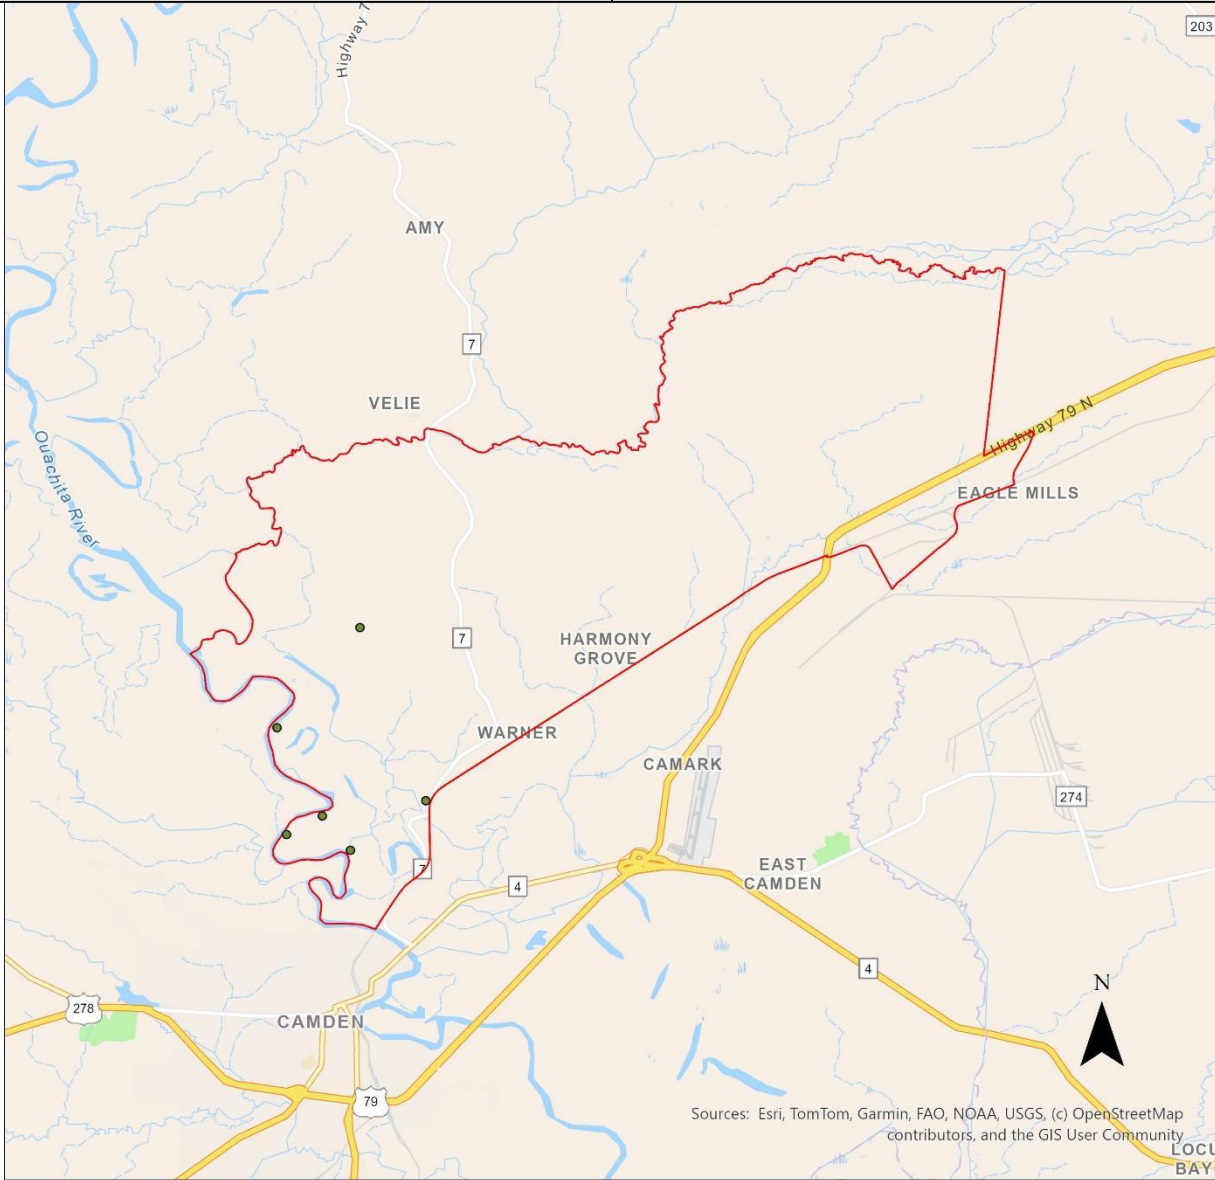 203
Highway 7
AMY
7
VELIE
Highway 79 N
Ouachita River
EAGLE MILLS
7
HARMONY
GROVE
WARNER
CAMARK
274
7
EAST
CAMDEN
4
4
N
278
CAMDEN
79
Sources: Esri, TomTom, Garmin, FAO, NOAA, USGS, (c) OpenStreetMap
contributors, and the GIS User Community
LOCU
BAY